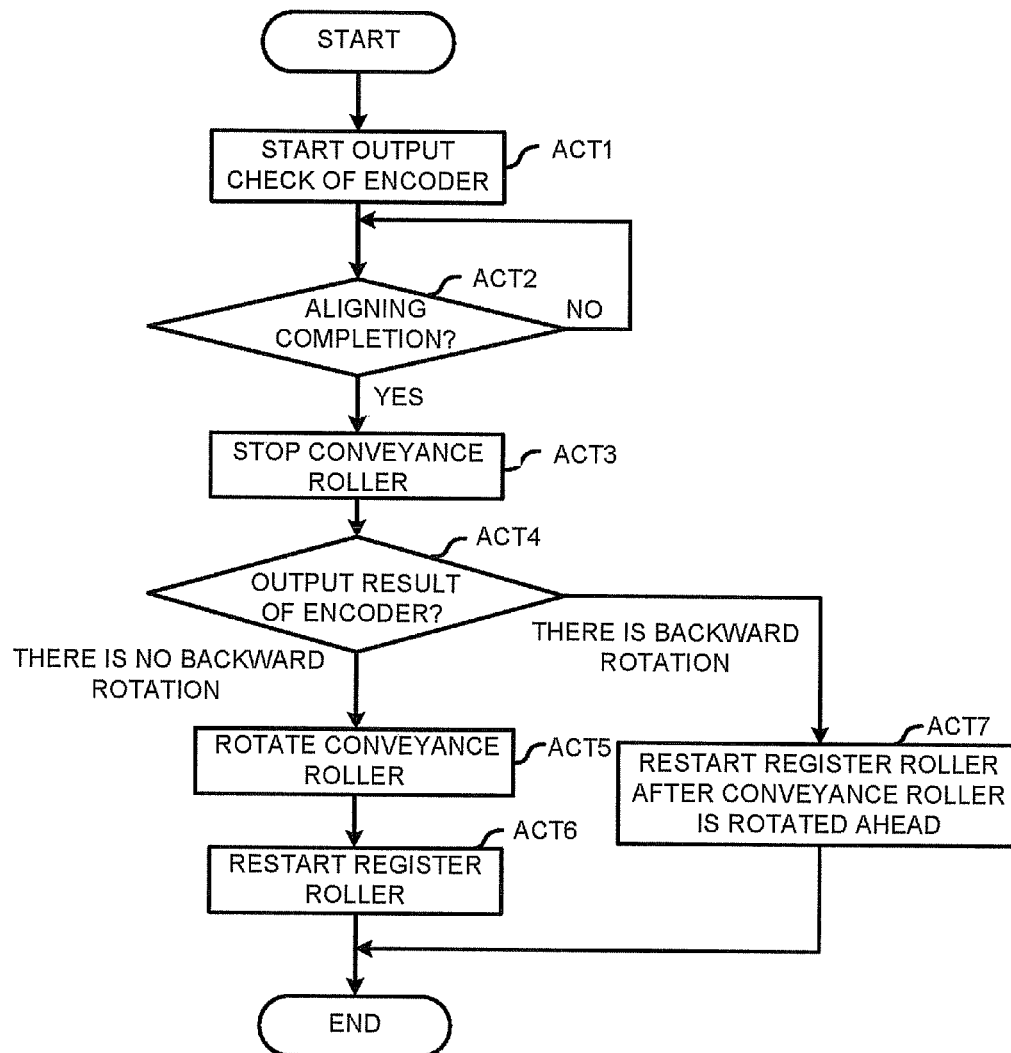 START
START OUTPUT
CHECK OF ENCODER
ACT1
ACT2
ALIGNING
COMPLETION?
NO
YES
STOP CONVEYANCE
ROLLER
ACT3
ACT4
OUTPUT RESULT
OF ENCODER?
THERE IS NO BACKWARD
ROTATION
THERE IS BACKWARD
ROTATION
ROTATE CONVEYANCE
ROLLER
ACT5
ACT7
RESTART REGISTER ROLLER
AFTER CONVEYANCE ROLLER
IS ROTATED AHEAD
ACT6
RESTART REGISTER
ROLLER
END